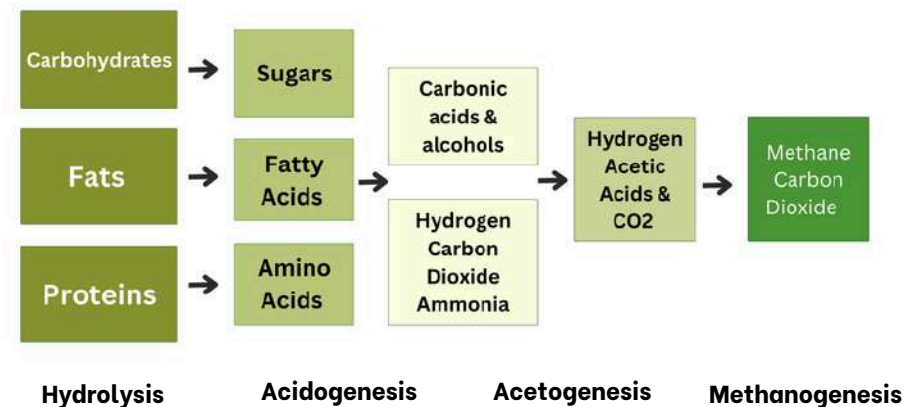 Carbohydrates
Sugars
Carbonic
acids &
alcohols
Fats
Fatty
Acids
Hydrogen
Acetic
Acids &
CO2
Methane
Carbon
Dioxide
Hydrogen
Carbon
Dioxide
Ammonia
Proteins
Amino
Acids
Hydrolysis
Acidogenesis
Acetogenesis
Methanogenesis